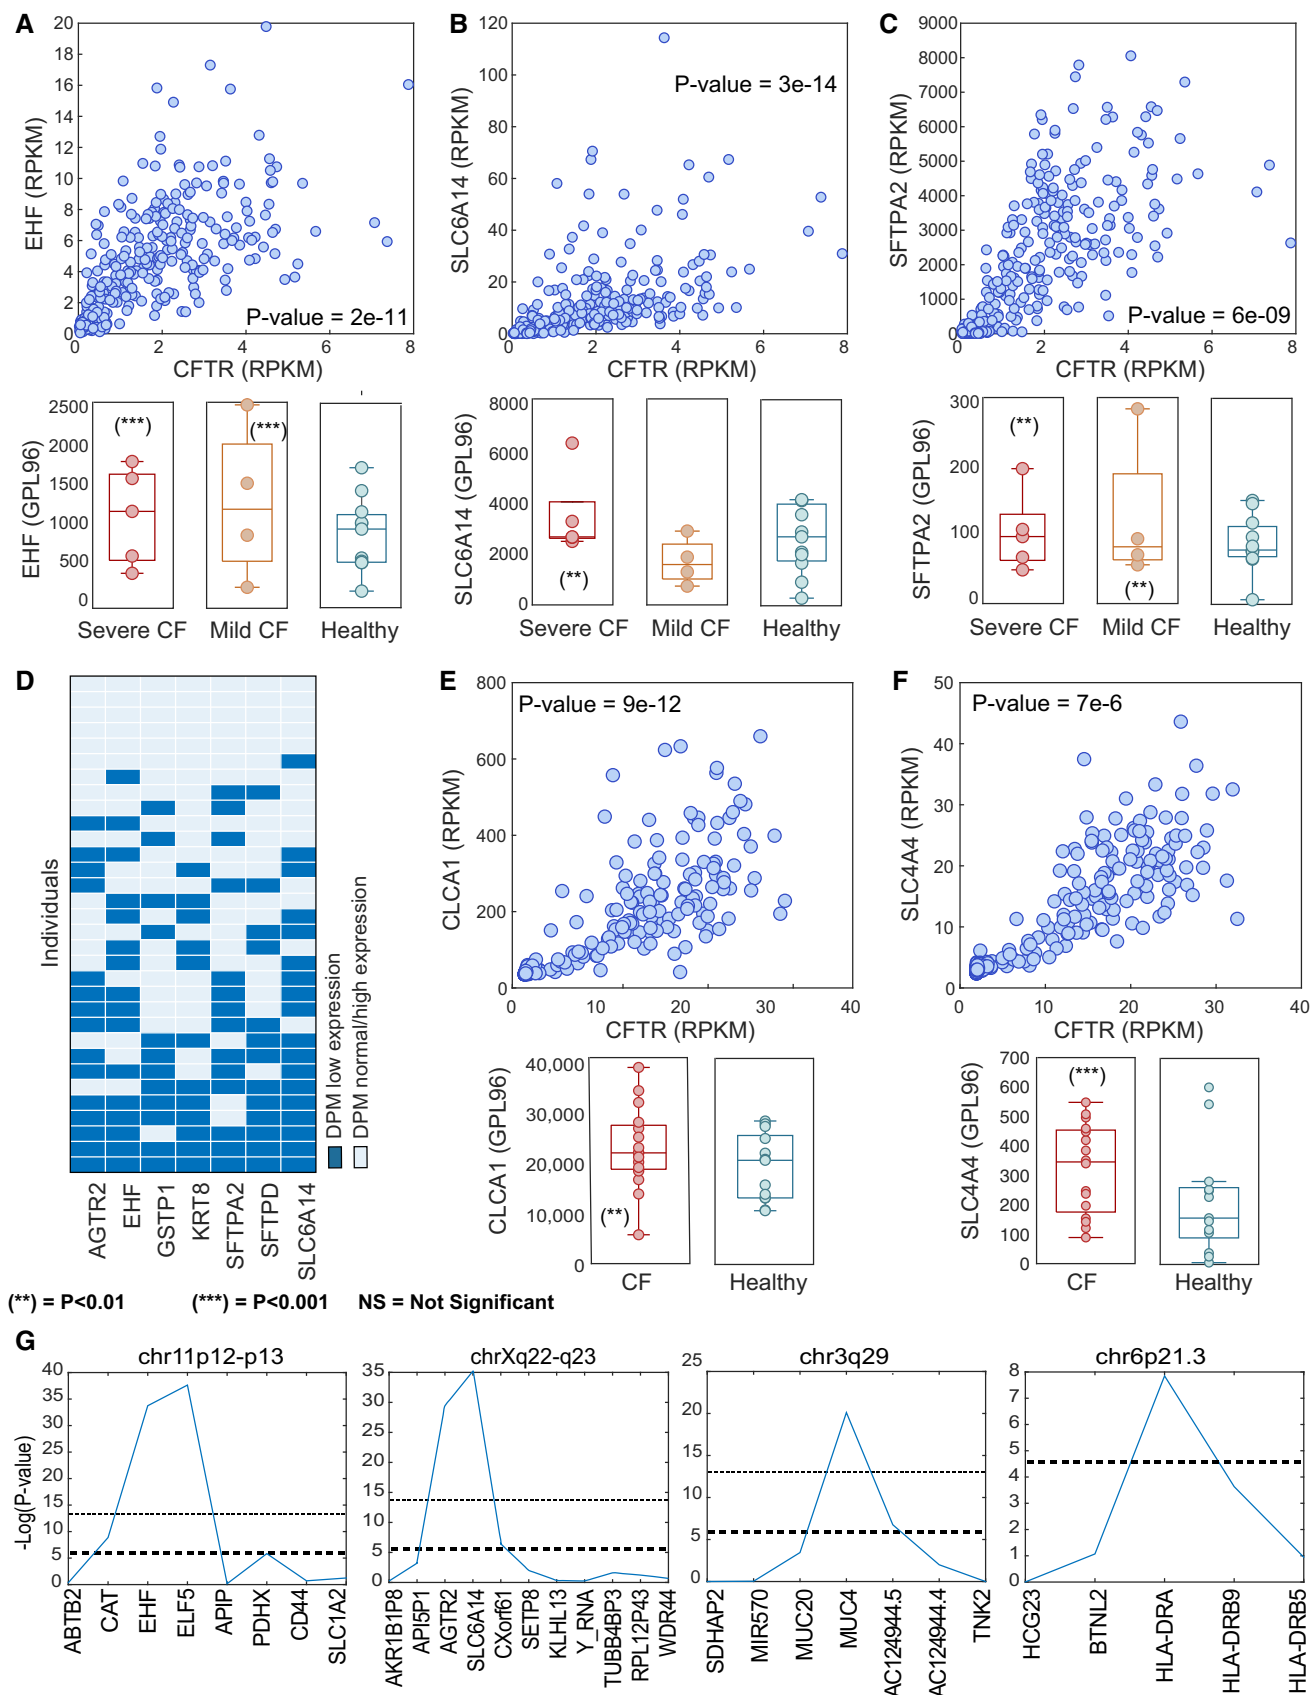 A
20
18
16
14
12
10
8
6
4
2
0
EHF (RPKM)
P-value = 2e-11
0 2 4 6 8
CFTR (RPKM)
B
120
100
80
60
40
20
0
SLC6A14 (RPKM)
P-value = 3e-14
0 2 4 6 8
CFTR (RPKM)
C
9000
8000
7000
6000
5000
4000
3000
2000
1000
0
SFTPA2 (RPKM)
P-value = 6e-09
0 2 4 6 8
CFTR (RPKM)
2500
2000
1500
1000
500
0
EHF (GPL96)
(***)
(***)
Severe CF Mild CF Healthy
8000
6000
4000
2000
0
SLC6A14 (GPL96)
(**)
Severe CF Mild CF Healthy
300
200
100
0
SFTPA2 (GPL96)
(**)
(**)
Severe CF Mild CF Healthy
D
Individuals
DPM low expression
DPM normal/high expression
AGTR2
EHF
GSTP1
KRT8
SFTPA2
SFTPD
SLC6A14
E
800
600
400
200
0
CLCA1 (RPKM)
P-value = 9e-12
0 10 20 30 40
CFTR (RPKM)
F
50
40
30
20
10
0
SLC4A4 (RPKM)
P-value = 7e-6
0 10 20 30 40
CFTR (RPKM)
40,000
30,000
20,000
10,000
0
CLCA1 (GPL96)
(**)
CF Healthy
700
600
500
400
300
200
100
0
SLC4A4 (GPL96)
(***)
CF Healthy
(**) = P<0.01 (***) = P<0.001 NS = Not Significant
G
chr11p12-p13
40
35
30
25
20
15
10
5
0
-Log(P-value)
ABTB2
CAT
EHF
ELF5
APIP
PDHX
CD44
SLC1A2
chrXq22-q23
35
30
25
20
15
10
5
0
AKR1B1P8
API5P1
AGTR2
SLC6A14
CXorf61
SETP8
KLHL13
Y_RNA
TUBB4BP3
RPL12P43
WDR44
chr3q29
25
20
15
10
5
0
SDHAP2
MIR570
MUC20
MUC4
AC124944.5
AC124944.4
TNK2
chr6p21.3
8
7
6
5
4
3
2
1
0
HCG23
BTNL2
HLA-DRA
HLA-DRB9
HLA-DRB5